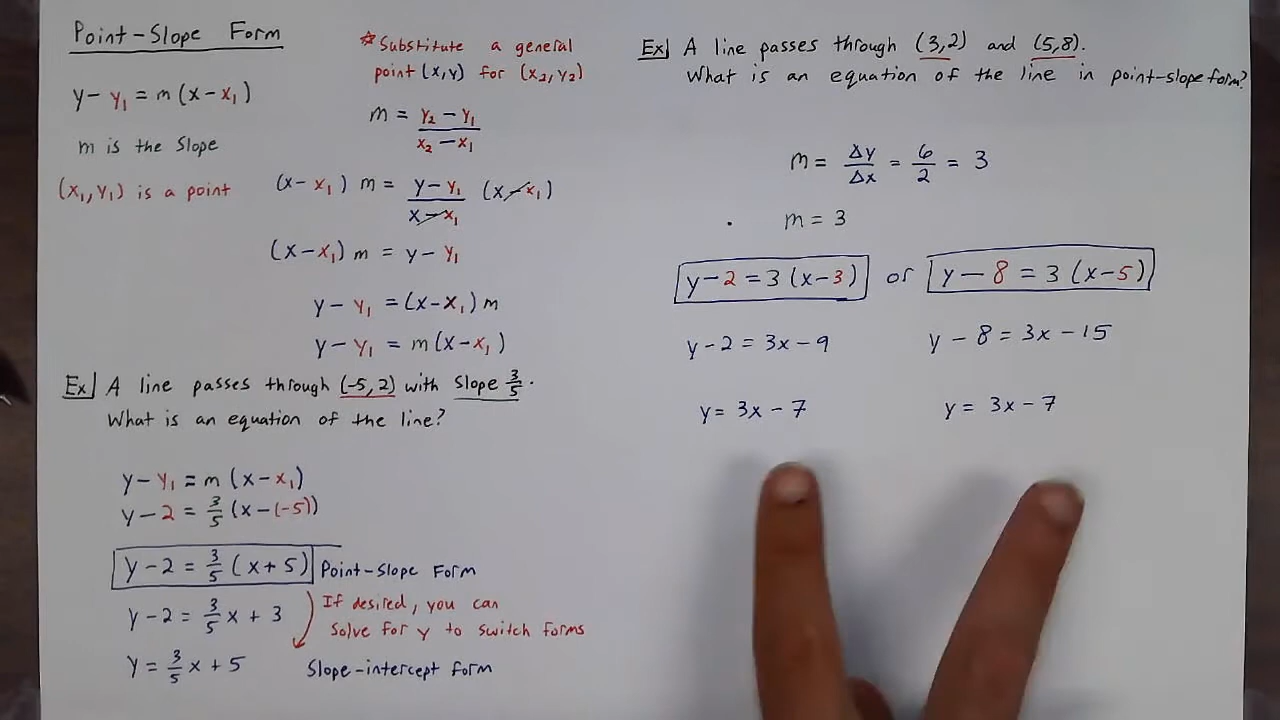 Point-Slope Form
y - y₁ = m (x - x₁)
m is the slope
(x₁, y₁) is a point
*Substitute a general
point (x,y) for (x₂, y₂)
m = y₂ - y₁ / x₂ - x₁
(x - x₁) m = y - y₁ / x - x₁ (x - x₁)
(x - x₁) m = y - y₁
y - y₁ = (x - x₁) m
y - y₁ = m (x - x₁)
Ex| A line passes through (-5, 2) with slope 3/5.
What is an equation of the line?
y - y₁ = m (x - x₁)
y - 2 = 3/5 (x - (-5))
y - 2 = 3/5 (x + 5) Point-Slope Form
y - 2 = 3/5 x + 3
If desired, you can
solve for y to switch forms
y = 3/5 x + 5 Slope-intercept form
Ex| A line passes through (3,2) and (5,8).
What is an equation of the line in point-slope form?
m = Δy/Δx = 6/2 = 3
m = 3
y - 2 = 3 (x - 3) or y - 8 = 3 (x - 5)
y - 2 = 3x - 9 y - 8 = 3x - 15
y = 3x - 7 y = 3x - 7